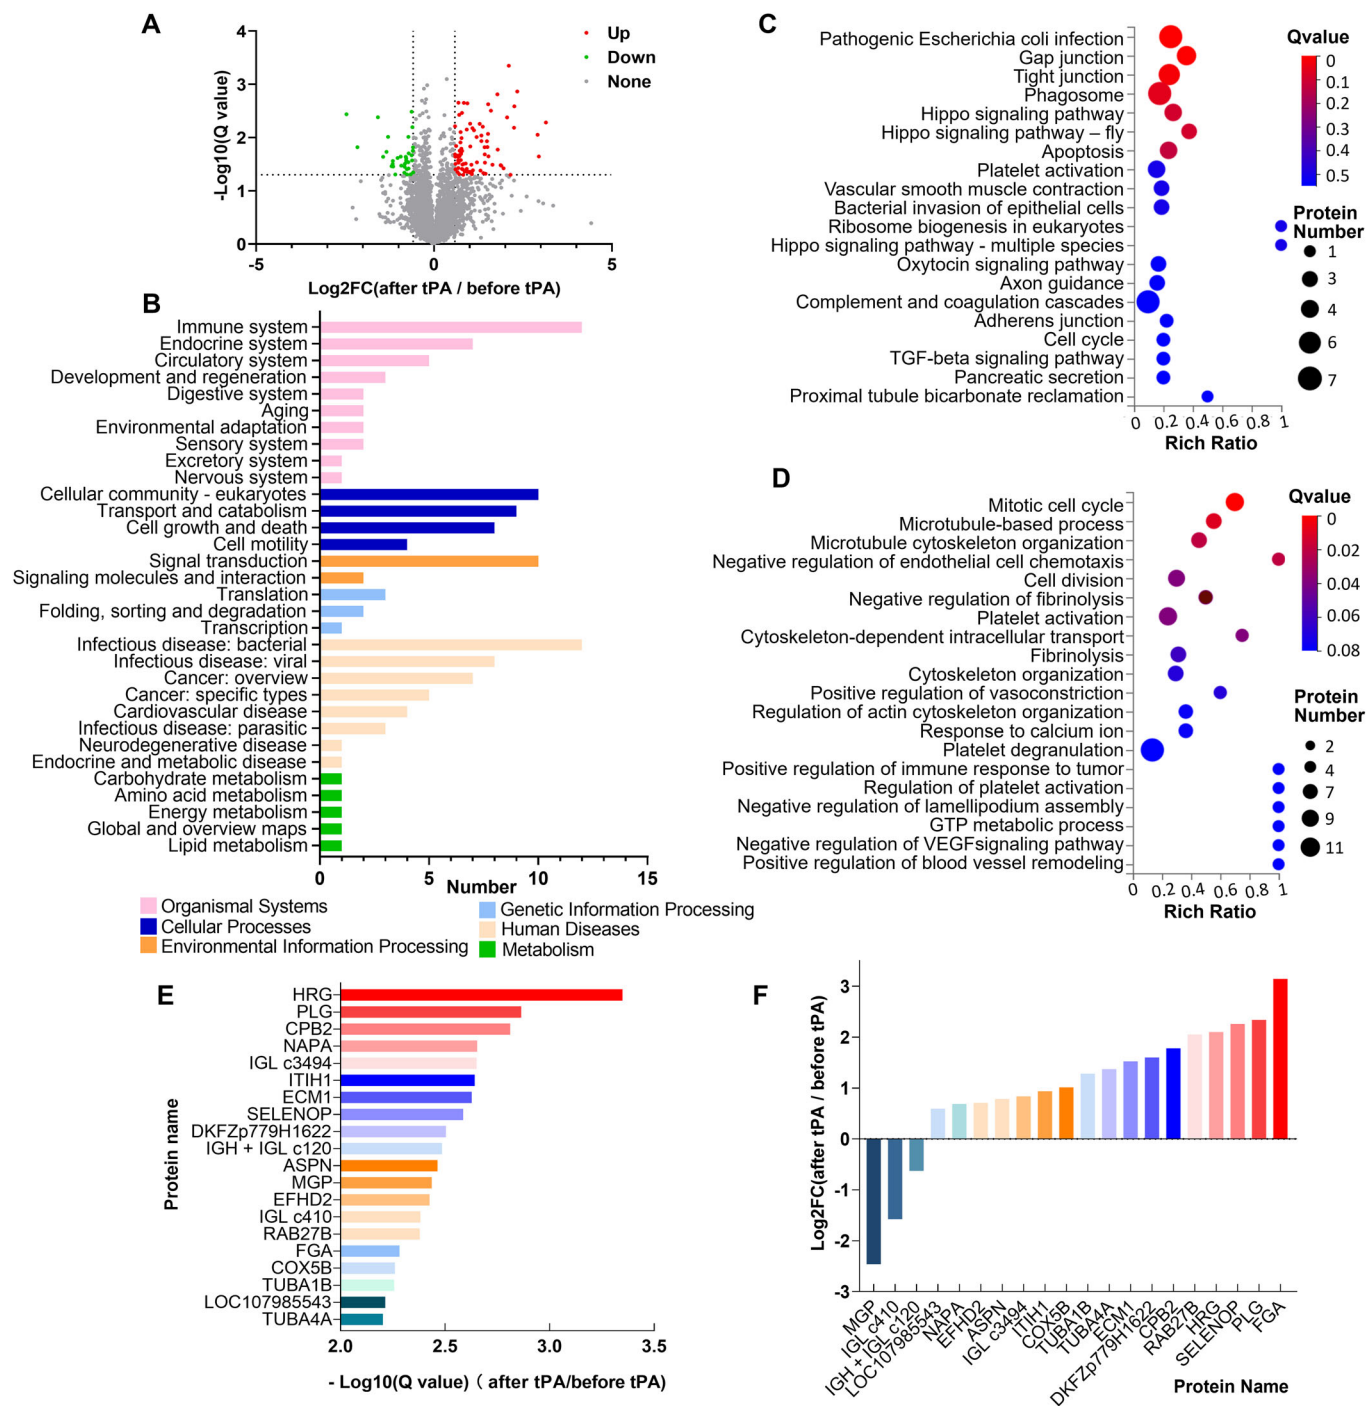 A
4
3
2
1
0
-5
0
5
-Log10(Q value)
Log2FC(after tPA / before tPA)
Up
Down
None
B
Immune system
Endocrine system
Circulatory system
Development and regeneration
Digestive system
Aging
Environmental adaptation
Sensory system
Excretory system
Nervous system
Cellular community - eukaryotes
Transport and catabolism
Cell growth and death
Cell motility
Signal transduction
Signaling molecules and interaction
Translation
Folding, sorting and degradation
Transcription
Infectious disease: bacterial
Infectious disease: viral
Cancer: overview
Cancer: specific types
Cardiovascular disease
Infectious disease: parasitic
Neurodegenerative disease
Endocrine and metabolic disease
Carbohydrate metabolism
Amino acid metabolism
Energy metabolism
Global and overview maps
Lipid metabolism
0 5 10 15
Number
Organismal Systems
Cellular Processes
Environmental Information Processing
Genetic Information Processing
Human Diseases
Metabolism
C
Pathogenic Escherichia coli infection
Gap junction
Tight junction
Phagosome
Hippo signaling pathway
Hippo signaling pathway – fly
Apoptosis
Platelet activation
Vascular smooth muscle contraction
Bacterial invasion of epithelial cells
Ribosome biogenesis in eukaryotes
Hippo signaling pathway - multiple species
Oxytocin signaling pathway
Axon guidance
Complement and coagulation cascades
Adherens junction
Cell cycle
TGF-beta signaling pathway
Pancreatic secretion
Proximal tubule bicarbonate reclamation
0 0.2 0.4 0.6 0.8 1
Rich Ratio
Qvalue
0
0.1
0.2
0.3
0.4
0.5
Protein
Number
1
3
4
6
7
D
Mitotic cell cycle
Microtubule-based process
Microtubule cytoskeleton organization
Negative regulation of endothelial cell chemotaxis
Cell division
Negative regulation of fibrinolysis
Platelet activation
Cytoskeleton-dependent intracellular transport
Fibrinolysis
Cytoskeleton organization
Positive regulation of vasoconstriction
Regulation of actin cytoskeleton organization
Response to calcium ion
Platelet degranulation
Positive regulation of immune response to tumor
Regulation of platelet activation
Negative regulation of lamellipodium assembly
GTP metabolic process
Negative regulation of VEGFsignaling pathway
Positive regulation of blood vessel remodeling
0 0.2 0.4 0.6 0.8 1
Rich Ratio
Qvalue
0
0.02
0.04
0.06
0.08
Protein
Number
2
4
7
9
11
E
Protein name
HRG
PLG
CPB2
NAPA
IGL c3494
ITIH1
ECM1
SELENOP
DKFZp779H1622
IGH + IGL c120
ASPN
MGP
EFHD2
IGL c410
RAB27B
FGA
COX5B
TUBA1B
LOC107985543
TUBA4A
2.0 2.5 3.0 3.5
- Log10(Q value) ( after tPA/before tPA)
F
Log2FC(after tPA / before tPA)
3
2
1
0
-1
-2
-3
MGP
IGL c410
IGH + IGL c120
LOC107985543
NAPA
EFHD2
ASPN
IGL c3494
ITIH1
COX5B
TUBA1B
TUBA4A
ECM1
DKFZp779H1622
CPB2
RAB27B
HRG
SELENOP
PLG
FGA
Protein Name